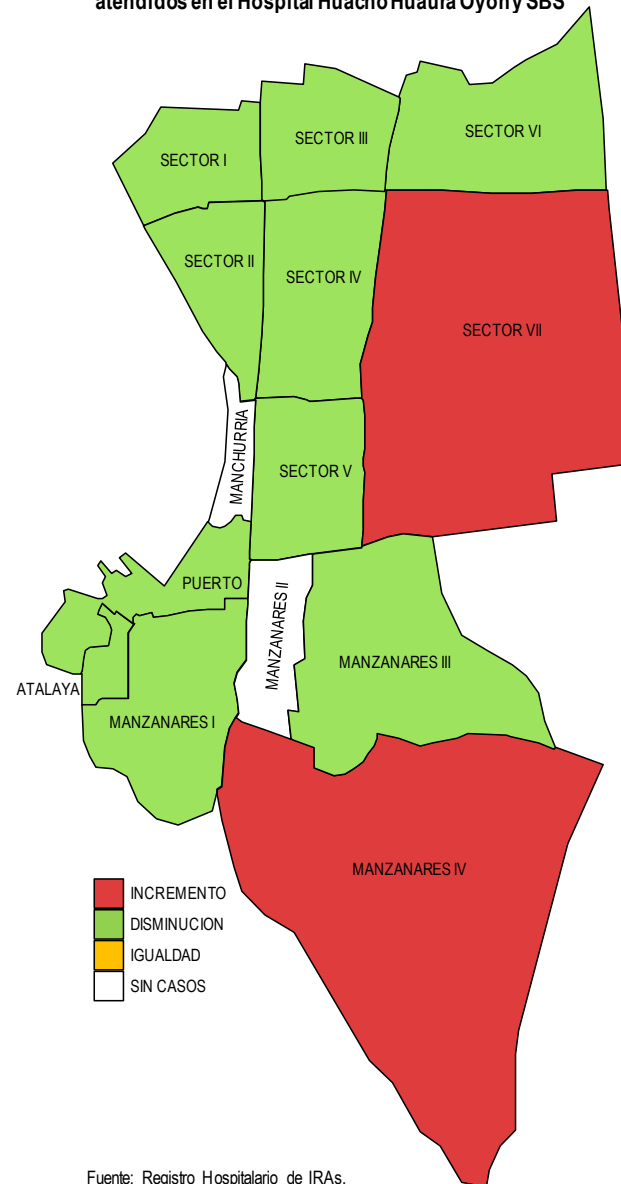 atendidos en el Hospital Huacho Huaura Oyon y SBS
SECTOR VI
SECTOR III
SECTOR I
SECTOR II
SECTOR IV
SECTOR VII
MANCHURRIA
SECTOR V
PUERTO
MANZANARES II
MANZANARES III
ATALAYA
MANZANARES I
MANZANARES IV
INCREMENTO
DISMINUCION
IGUALDAD
SIN CASOS
Fuente: Registro Hospitalario de IRAs.